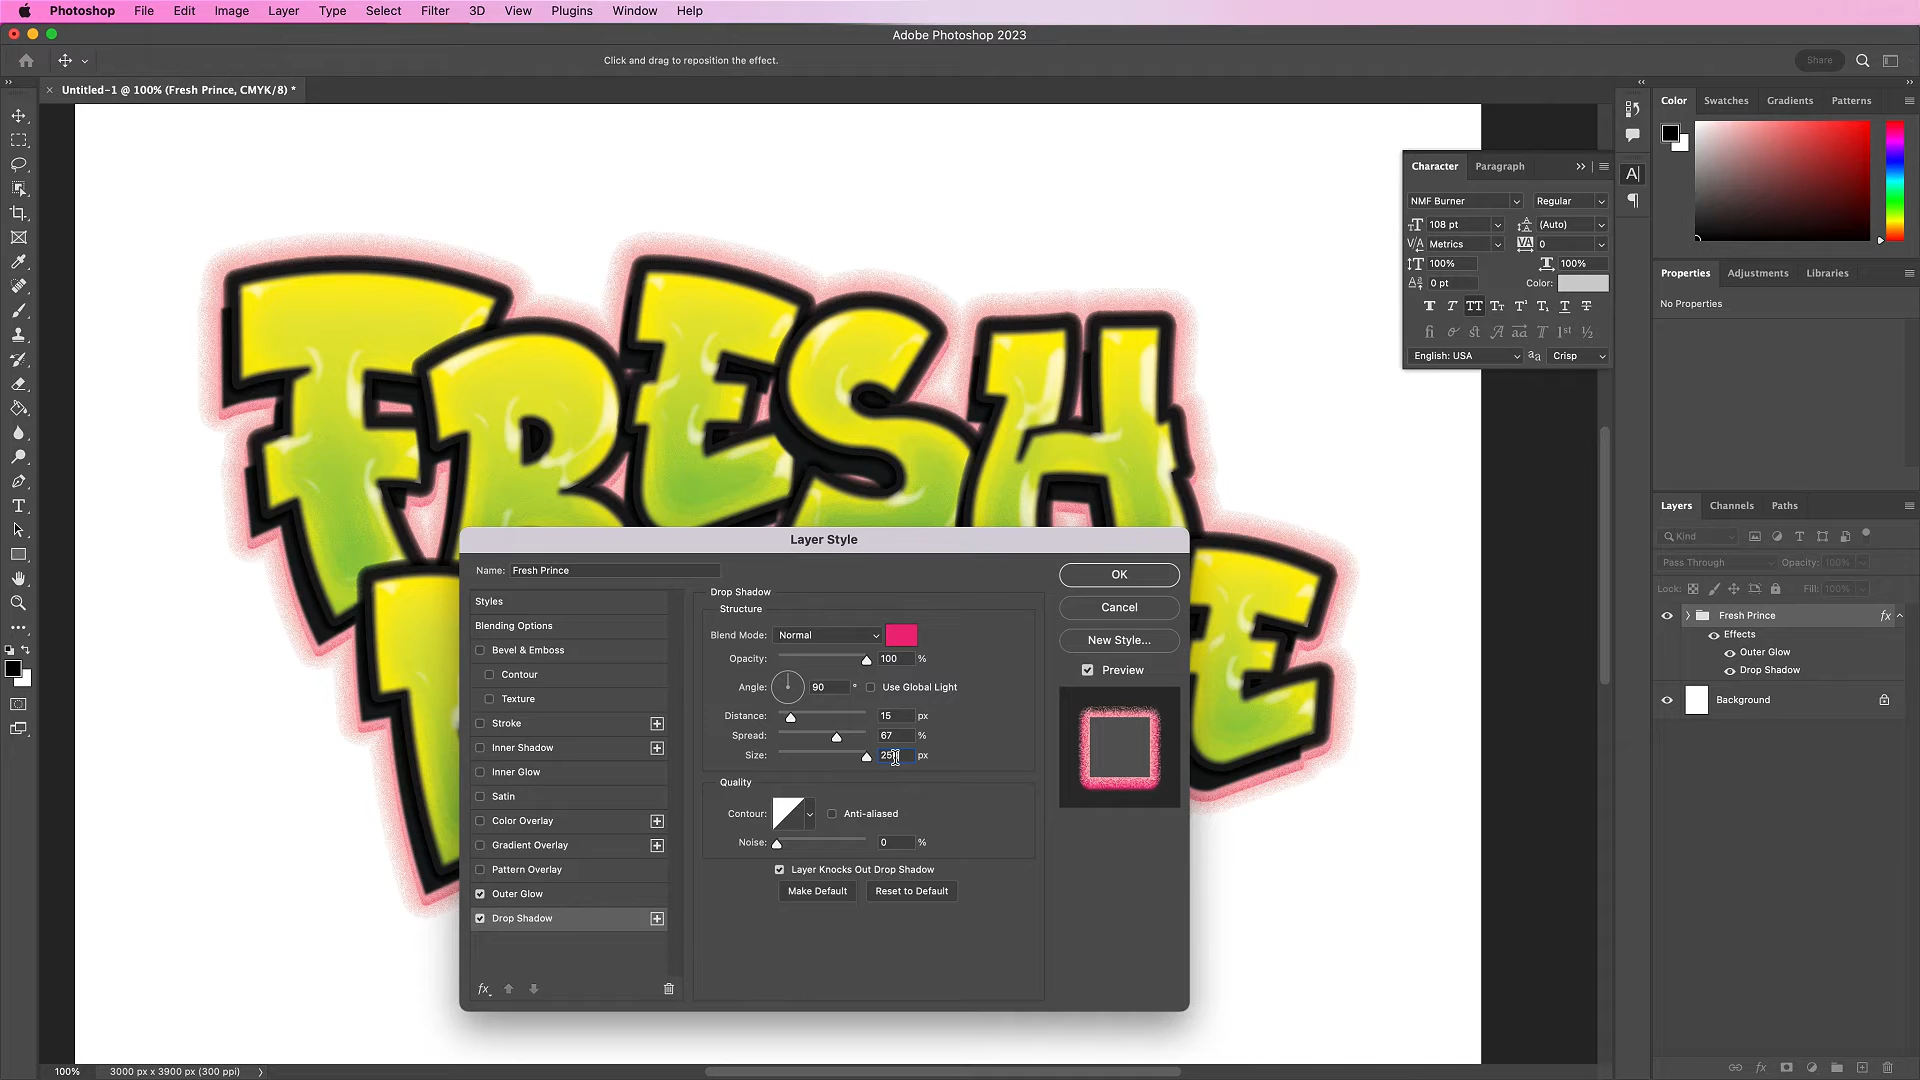 Photoshop File Edit Image Layer Type Select Filter 3D View Plugins Window Help
Adobe Photoshop 2023
Click and drag to reposition the effect.
Share
Untitled-1 @ 100% (Fresh Prince, CMYK/8) *
Color Swatches Gradients Patterns
Character Paragraph
NMF Burner Regular
108 pt (Auto)
Metrics 0
100% 100%
0 pt Color:
English: USA Crisp
Properties Adjustments Libraries
No Properties
FRESH
Layers Channels Paths
Kind
Pass Through Opacity: 100%
Lock: Fill: 100%
Fresh Prince fx
Effects
Outer Glow
Drop Shadow
Background
Layer Style
Name: Fresh Prince
Styles
Blending Options
Bevel & Emboss
Contour
Texture
Stroke
Inner Shadow
Inner Glow
Satin
Color Overlay
Gradient Overlay
Pattern Overlay
Outer Glow
Drop Shadow
fx
Drop Shadow
Structure
Blend Mode: Normal
Opacity: 100 %
Angle: 90 ° Use Global Light
Distance: 15 px
Spread: 67 %
Size: px
Quality
Contour: Anti-aliased
Noise: 0 %
Layer Knocks Out Drop Shadow
Make Default Reset to Default
OK
Cancel
New Style...
Preview
E
100% 3000 px x 3900 px (300 ppi)